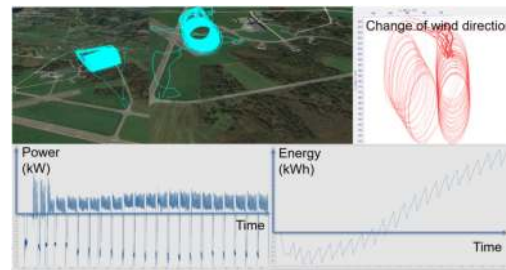 Change of wind direction
Power
(kW)
Time
Energy
(kWh)
Time